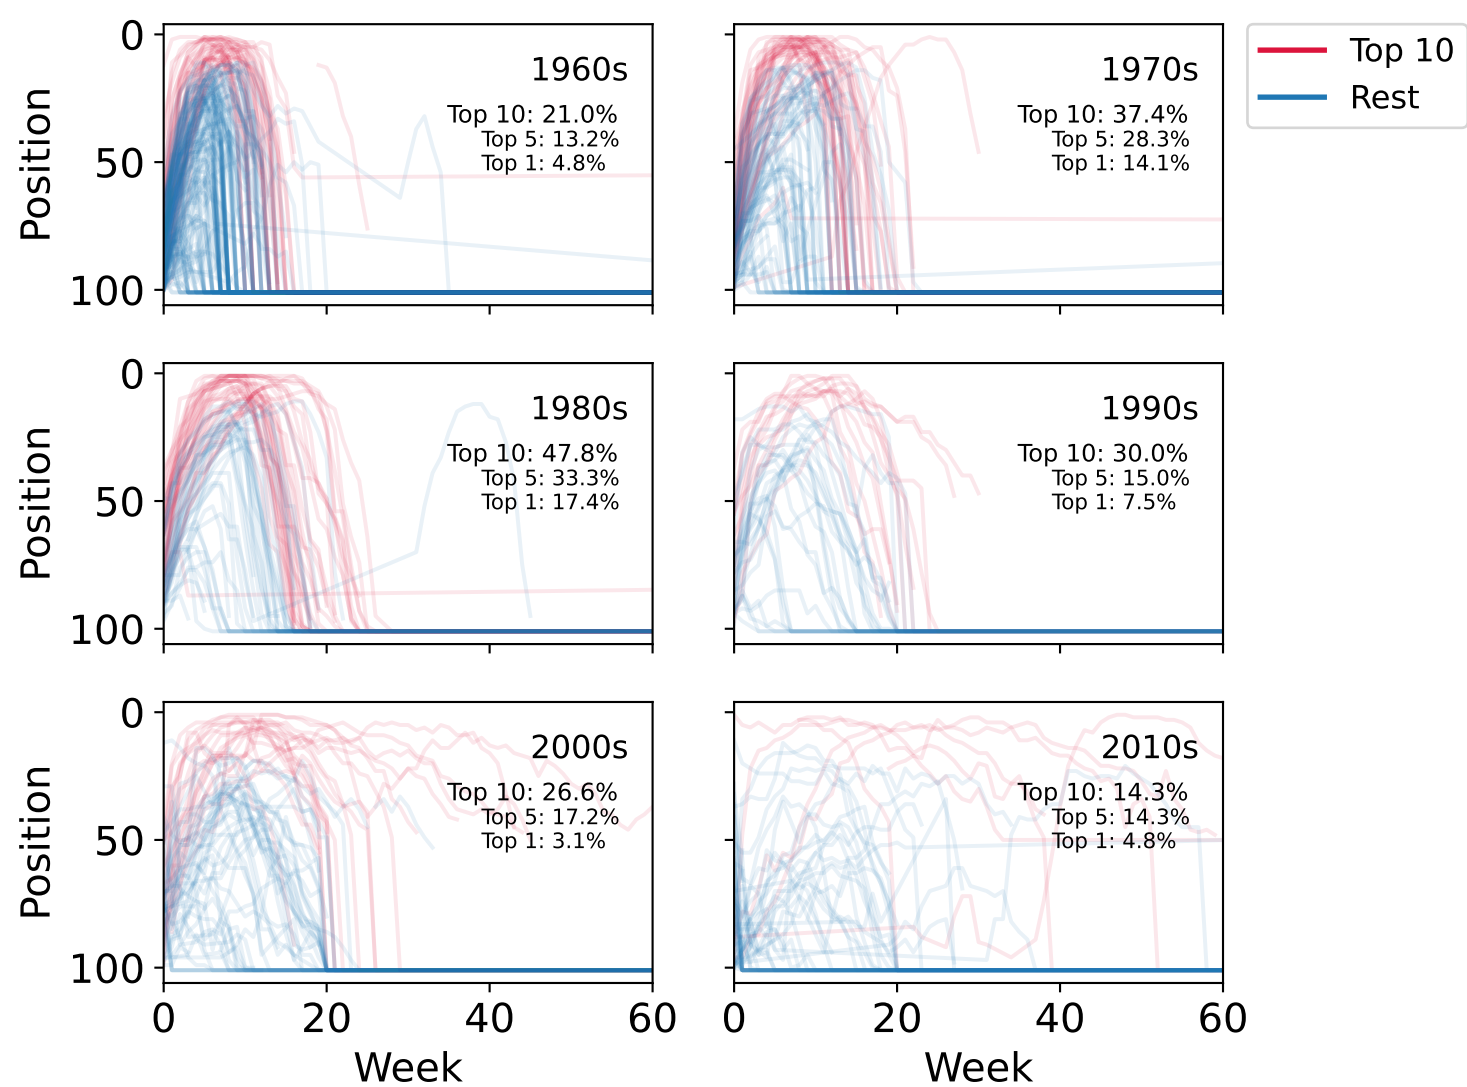 Top 10
Rest
Position
0
50
100
1960s
Top 10: 21.0%
Top 5: 13.2%
Top 1: 4.8%
1970s
Top 10: 37.4%
Top 5: 28.3%
Top 1: 14.1%
Position
0
50
100
1980s
Top 10: 47.8%
Top 5: 33.3%
Top 1: 17.4%
1990s
Top 10: 30.0%
Top 5: 15.0%
Top 1: 7.5%
Position
0
50
100
2000s
Top 10: 26.6%
Top 5: 17.2%
Top 1: 3.1%
2010s
Top 10: 14.3%
Top 5: 14.3%
Top 1: 4.8%
0 20 40 60
Week
0 20 40 60
Week